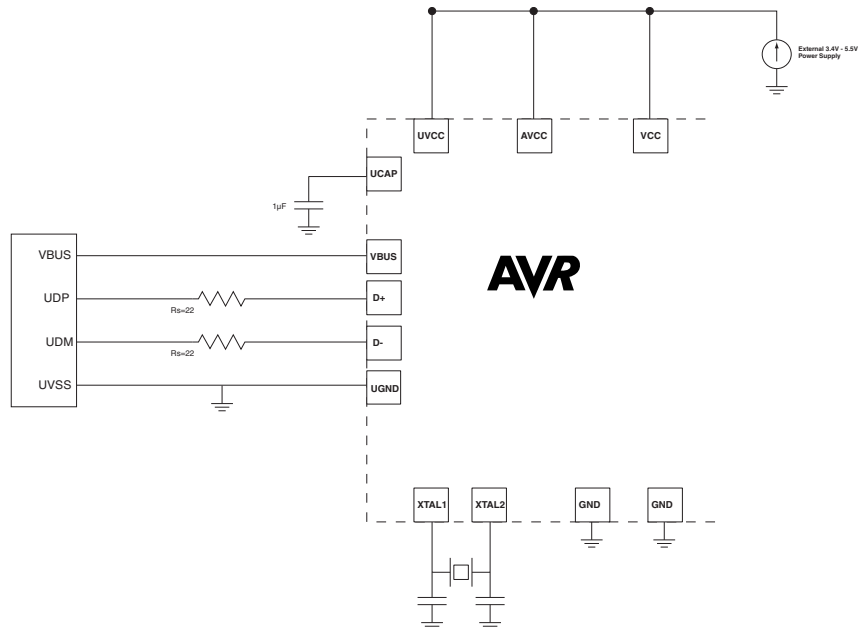 External 3.4V - 5.5V
Power Supply
UVCC
AVCC
VCC
UCAP
1µF
VBUS
VBUS
UDP
Rs=22
D+
UDM
Rs=22
D-
UVSS
UGND
AVR
XTAL1
XTAL2
GND
GND